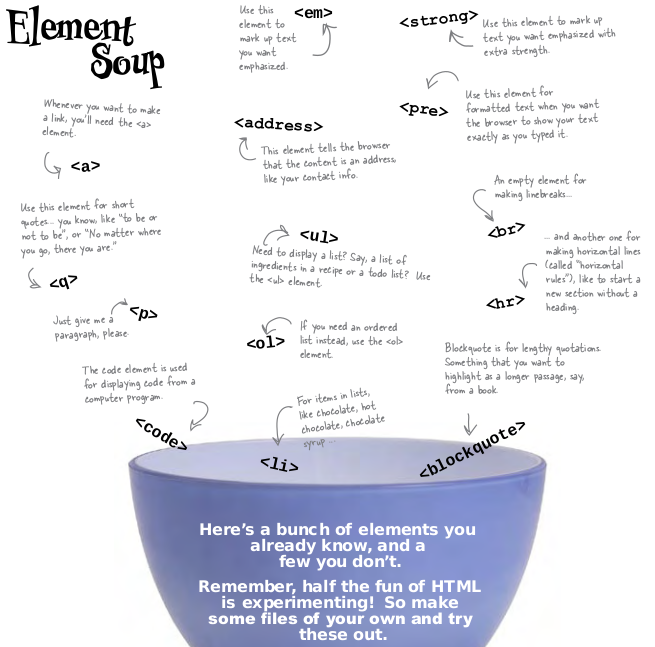 Element
Soup
Use this
element to
mark up text
you want
emphasized.
<em>
<strong>
Use this element to mark up
text you want emphasized with
extra strength.
Whenever you want to make
a link, you'll need the <a>
element.
<a>
<address>
This element tells the browser
that the content is an address,
like your contact info.
<pre>
Use this element for
formatted text when you want
the browser to show your text
exactly as you typed it.
An empty element for
making linebreaks...
<br>
Use this element for short
quotes... you know, like "to be or
not to be", or "No matter where
you go, there you are."
<q>
<ul>
Need to display a list? Say, a list of
ingredients in a recipe or a todo list? Use
the <ul> element.
... and another one for
making horizontal lines
(called "horizontal
rules"), like to start a
new section without a
heading.
<hr>
<p>
Just give me a
paragraph, please.
<ol>
If you need an ordered
list instead, use the <ol>
element.
The code element is used
for displaying code from a
computer program.
<code>
For items in lists,
like chocolate, hot
chocolate, chocolate
syrup ...
<li>
Blockquote is for lengthy quotations.
Something that you want to
highlight as a longer passage, say,
from a book.
<blockquote>
Here's a bunch of elements you
already know, and a
few you don't.
Remember, half the fun of HTML
is experimenting! So make
some files of your own and try
these out.